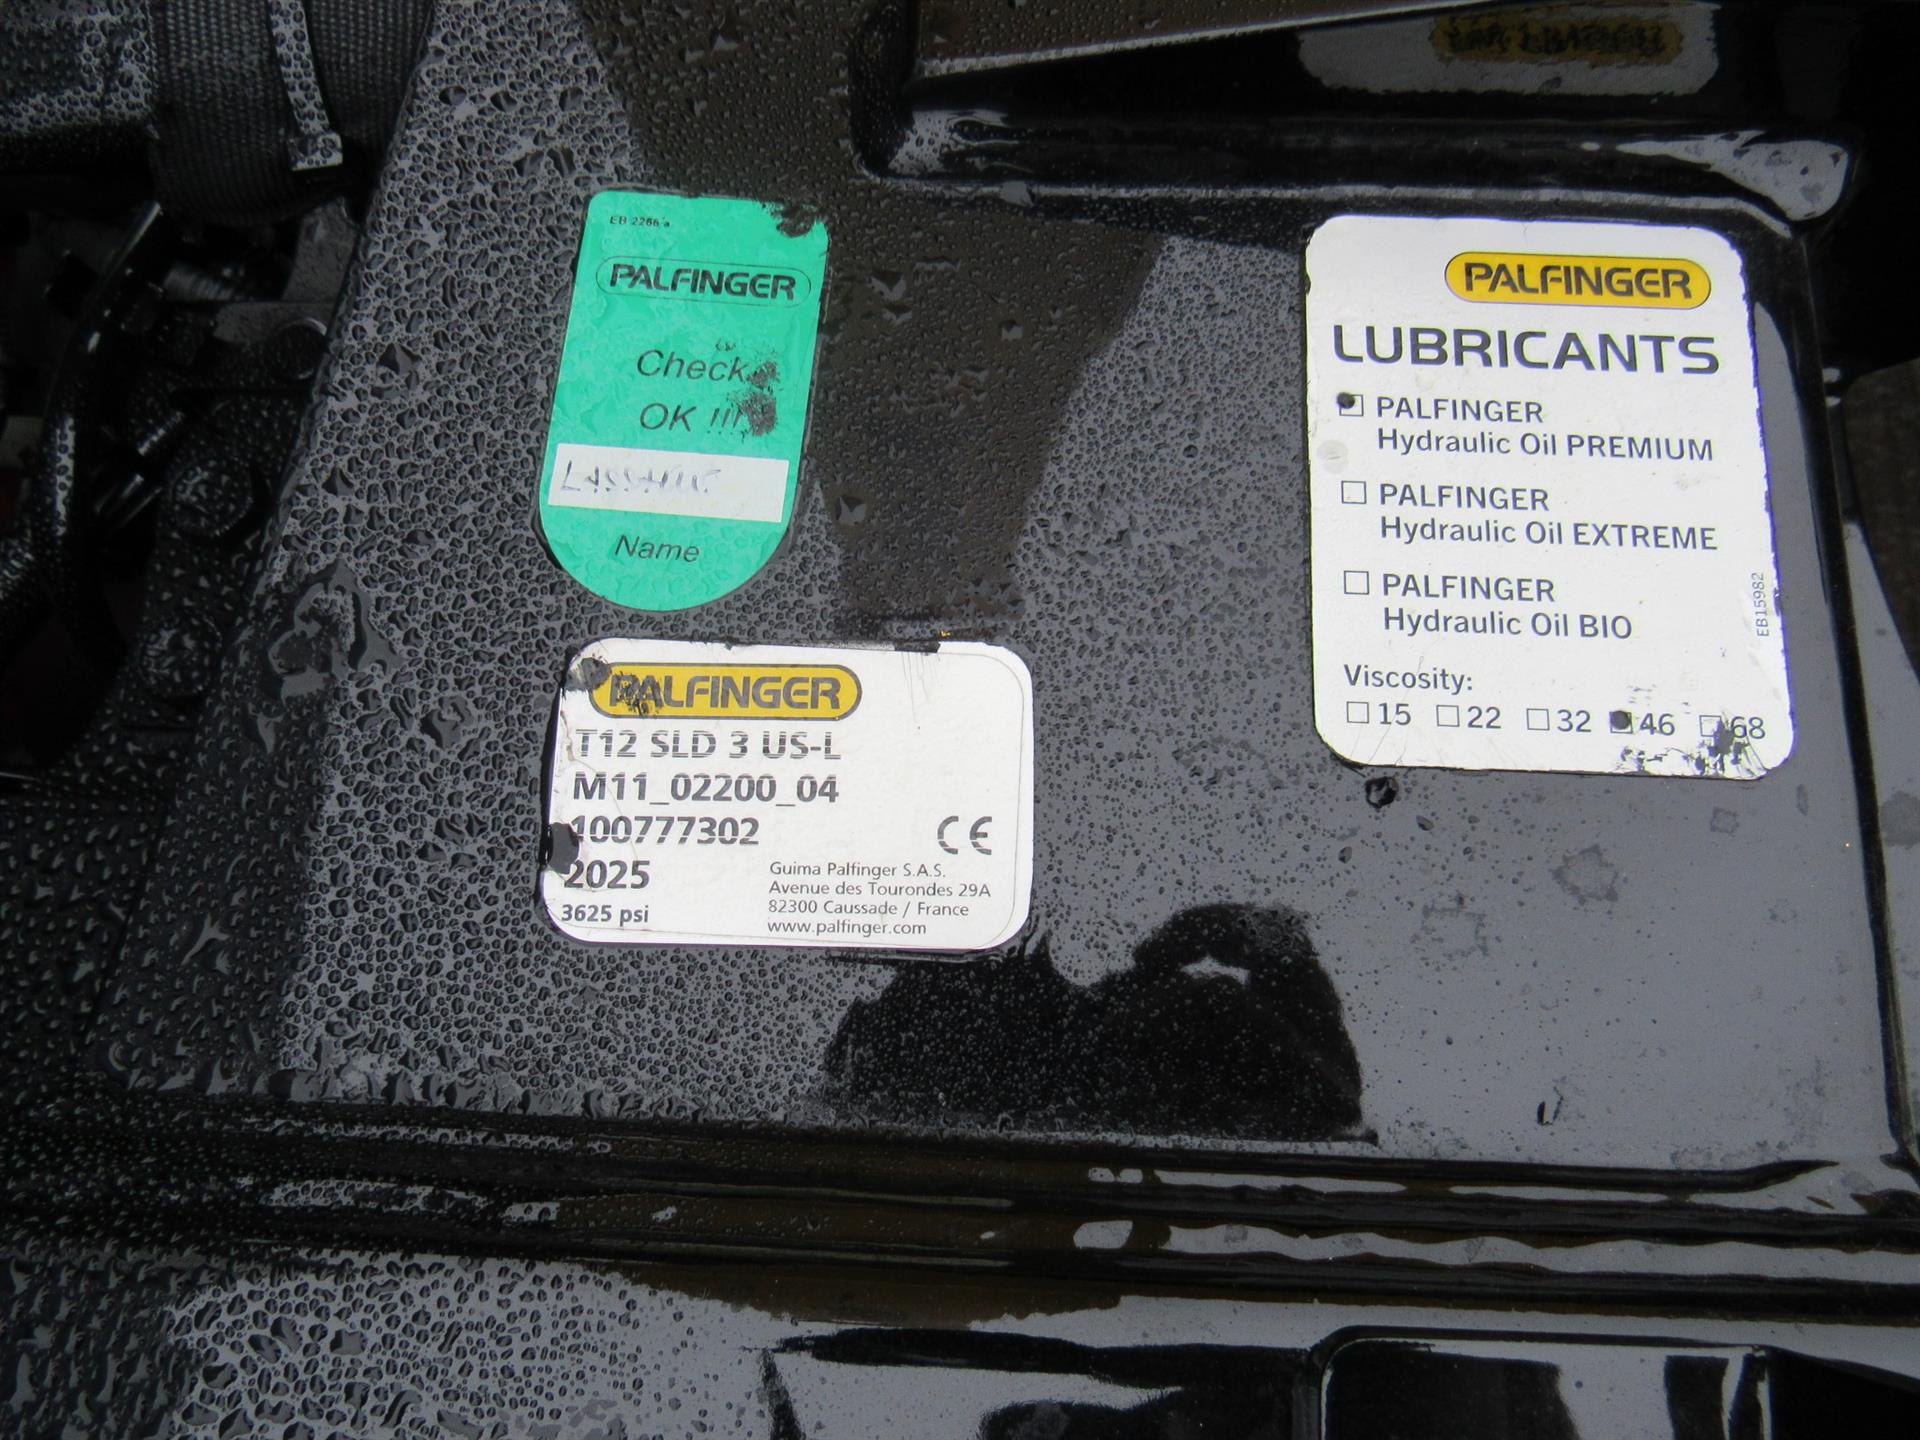 EB 2266 a
PALFINGER
Check
OK !!!
Name
PALFINGER
T12 SLD 3 US-L
M11_02200_04
100777302
2025
3625 psi
CE
Guima Palfinger S.A.S.
Avenue des Tourondes 29A
82300 Caussade / France
www.palfinger.com
PALFINGER
LUBRICANTS
PALFINGER
Hydraulic Oil PREMIUM
PALFINGER
Hydraulic Oil EXTREME
PALFINGER
Hydraulic Oil BIO
EB15982
Viscosity:
15 22 32 46 68